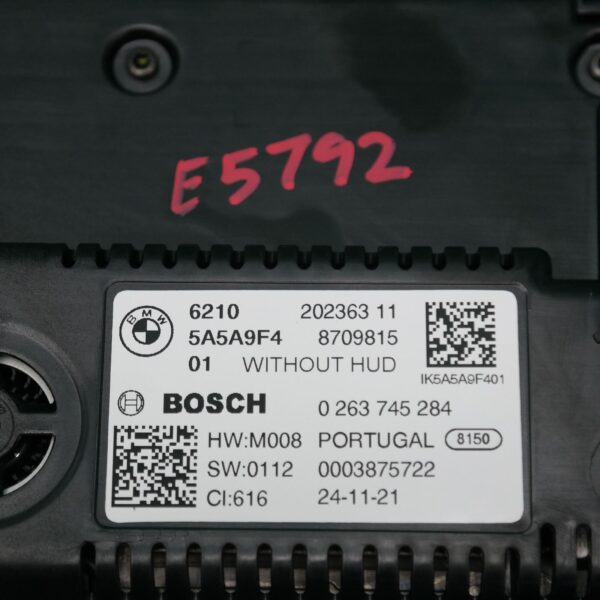 E5792
BMW
6210 202363 11
5A5A9F4 8709815
01 WITHOUT HUD
IK5A5A9F401
BOSCH 0 263 745 284
HW:M008 PORTUGAL 8150
SW:0112 0003875722
CI:616 24-11-21